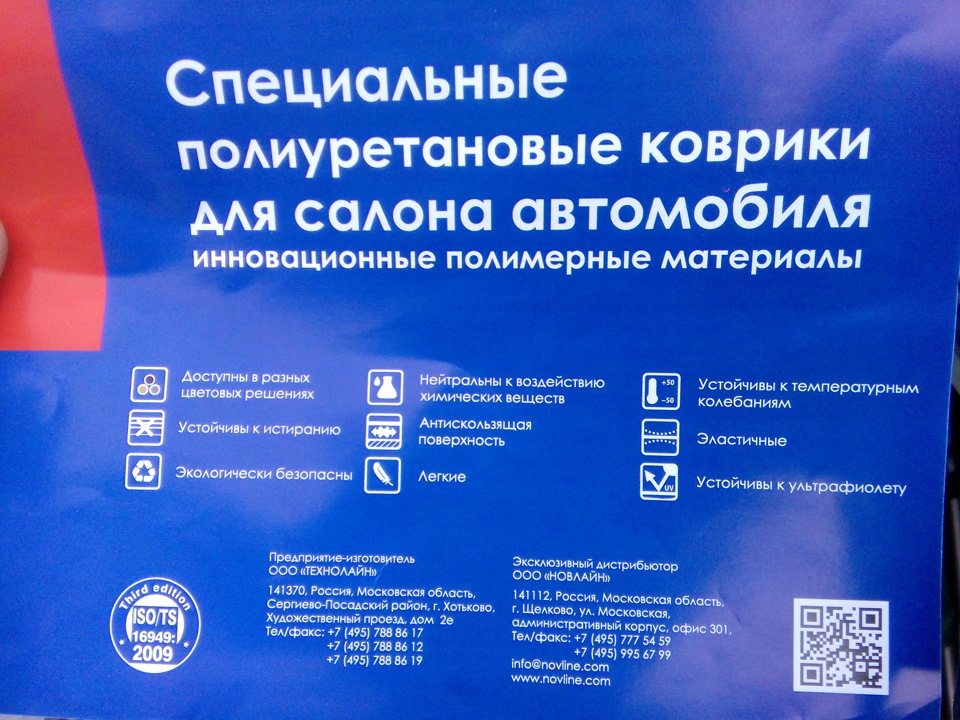 Специальные
полиуретановые коврики
для салона автомобиля
инновационные полимерные материалы
Доступны в разных
цветовых решениях
Устойчивы к истиранию
Экологически безопасны
Нейтральны к воздействию
химических веществ
Антискользящая
поверхность
Легкие
+50
-50
Устойчивы к температурным
колебаниям
Эластичные
UV
Устойчивы к ультрафиолету
Third edition
ISO/TS
16949:
2009
Предприятие-изготовитель
ООО «ТЕХНОЛАЙН»
141370, Россия, Московская область,
Сергиево-Посадский район, г. Хотьково,
Художественный проезд, дом 2е
Тел/факс: +7 (495) 788 86 17
+7 (495) 788 86 12
+7 (495) 788 86 19
Эксклюзивный дистрибьютор
ООО «НОВЛАЙН»
141112, Россия, Московская область,
г. Щелково, ул. Московская,
административный корпус, офис 301,
Тел/факс: +7 (495) 777 54 59
+7 (495) 995 67 99
info@novline.com
www.novline.com